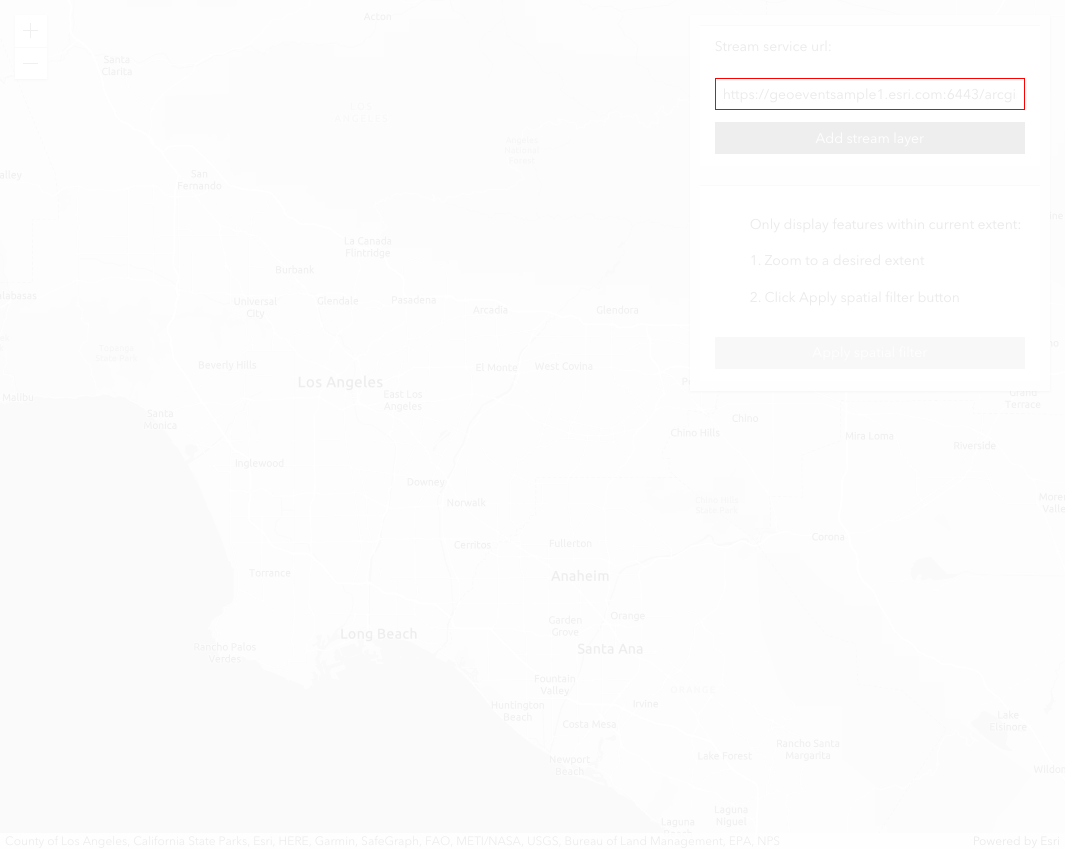 Acton
Santa
Clarita
Stream service url:
https://geoeventsample1.esri.com:6443/arcgi
Add stream layer
Only display features within current extent:
1. Zoom to a desired extent
2. Click Apply spatial filter button
Apply spatial filter
San
Fernando
La Canada
Flintridge
Burbank
Universal
City
Glendale
Pasadena
Arcadia
Glendora
Beverly Hills
El Monte
West Covina
Los Angeles
East Los
Angeles
Malibu
Santa
Monica
Grand
Terrace
Chino
Chino Hills
Mira Loma
Riverside
Inglewood
Downey
Norwalk
Cerritos
Fullerton
Corona
Torrance
Anaheim
Garden
Grove
Orange
Long Beach
Rancho Palos
Verdes
Santa Ana
Fountain
Valley
Huntington
Beach
Irvine
Costa Mesa
Newport
Beach
Lake Forest
Rancho Santa
Margarita
Lake
Elsinore
Laguna
Niguel
Laguna
County of Los Angeles, California State Parks, Esri, HERE, Garmin, SafeGraph, FAO, METI/NASA, USGS, Bureau of Land Management, EPA, NPS
Powered by Esri